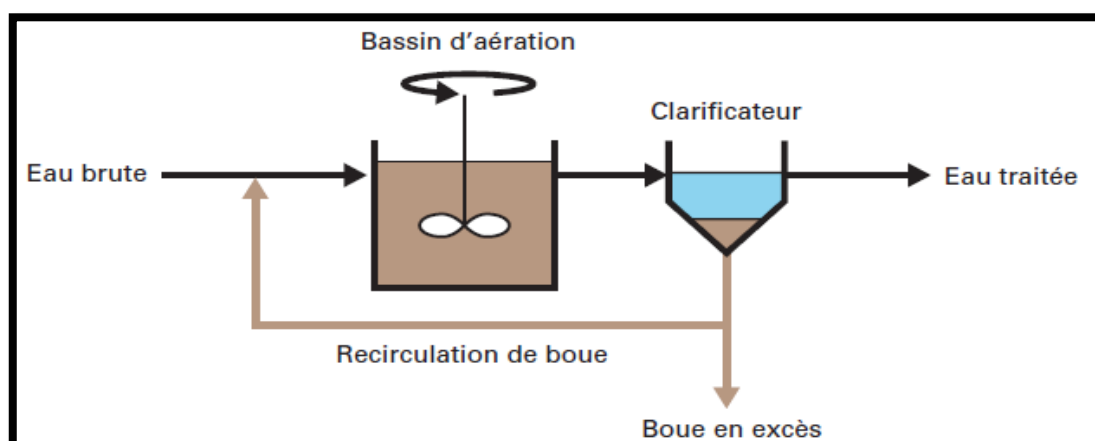 Bassin d'aération
Clarificateur
Eau brute
Eau traitée
Recirculation de boue
Boue en excès